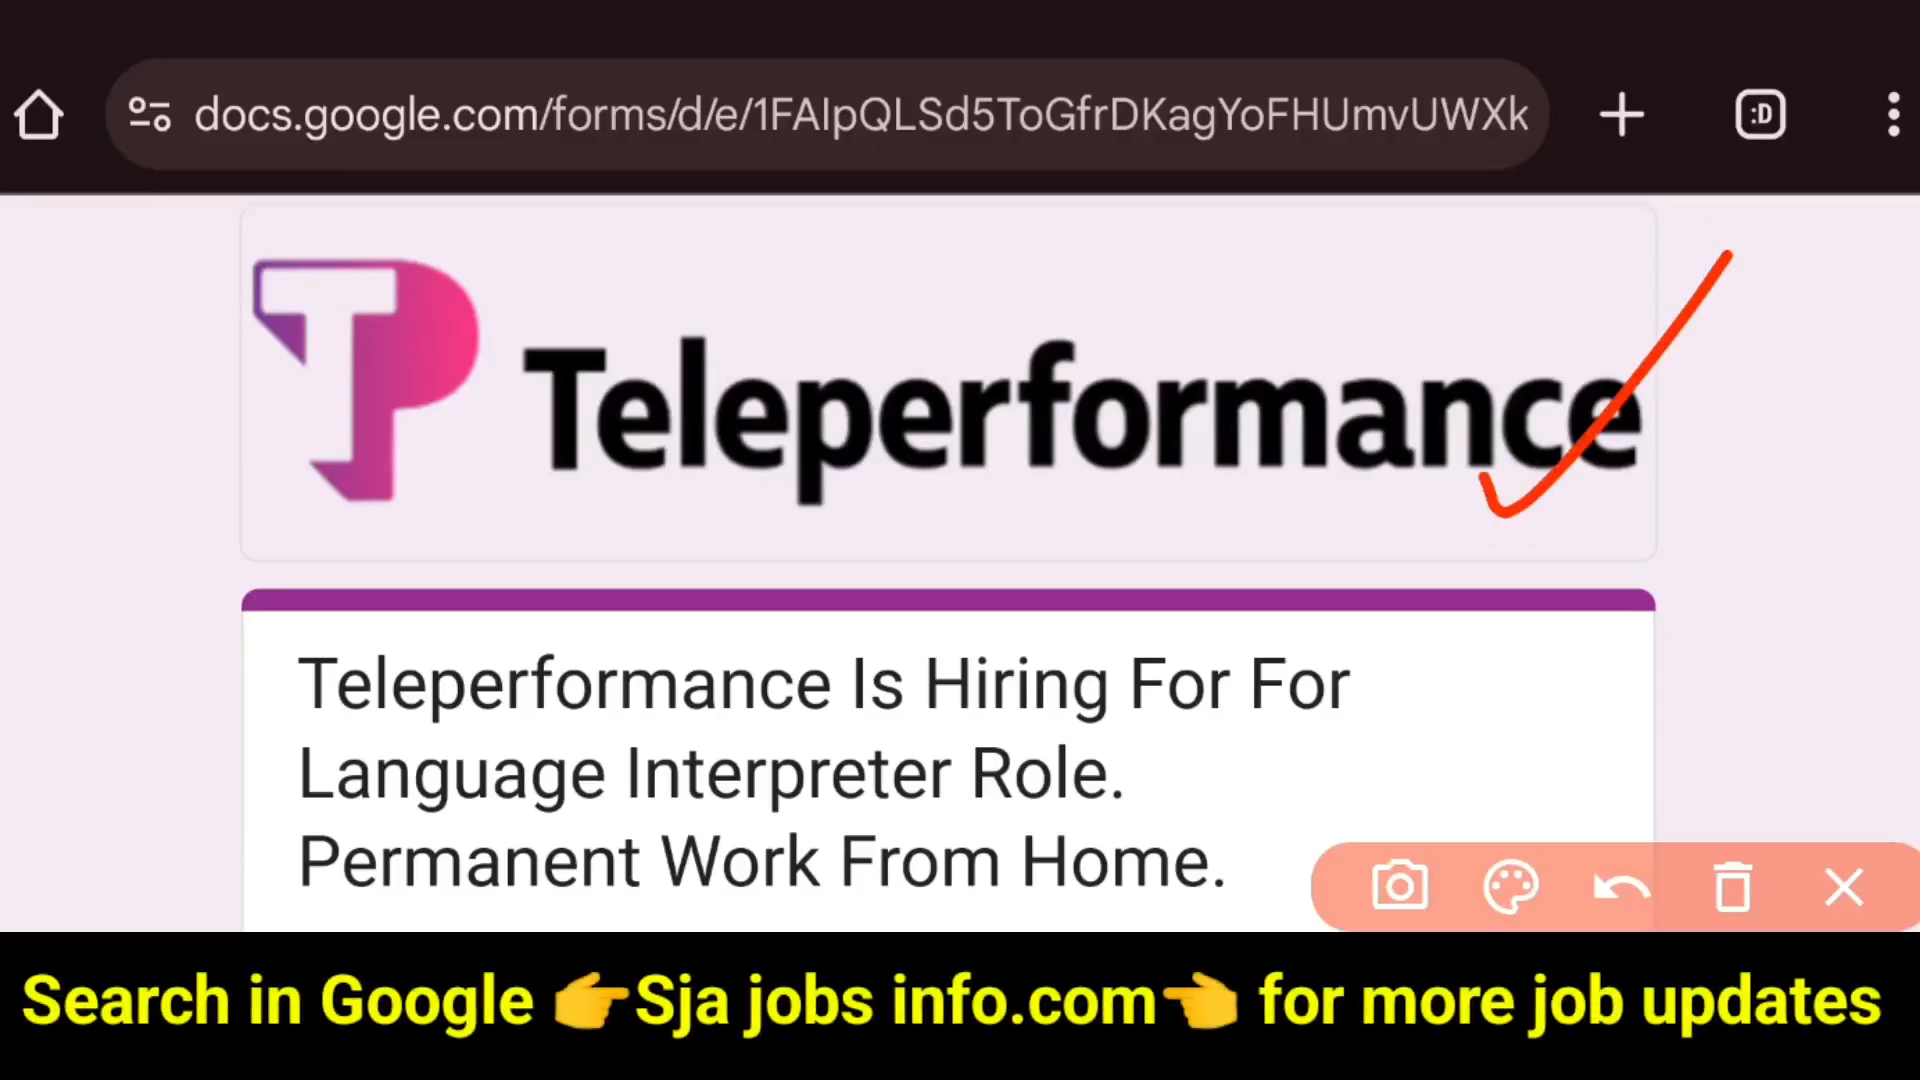 docs.google.com/forms/d/e/1FAIpQLSd5ToGfrDKagYoFHUmvUWXk
:D
TP Teleperformance
Teleperformance Is Hiring For For
Language Interpreter Role.
Permanent Work From Home.
Search in Google 👉Sja jobs info.com👈 for more job updates